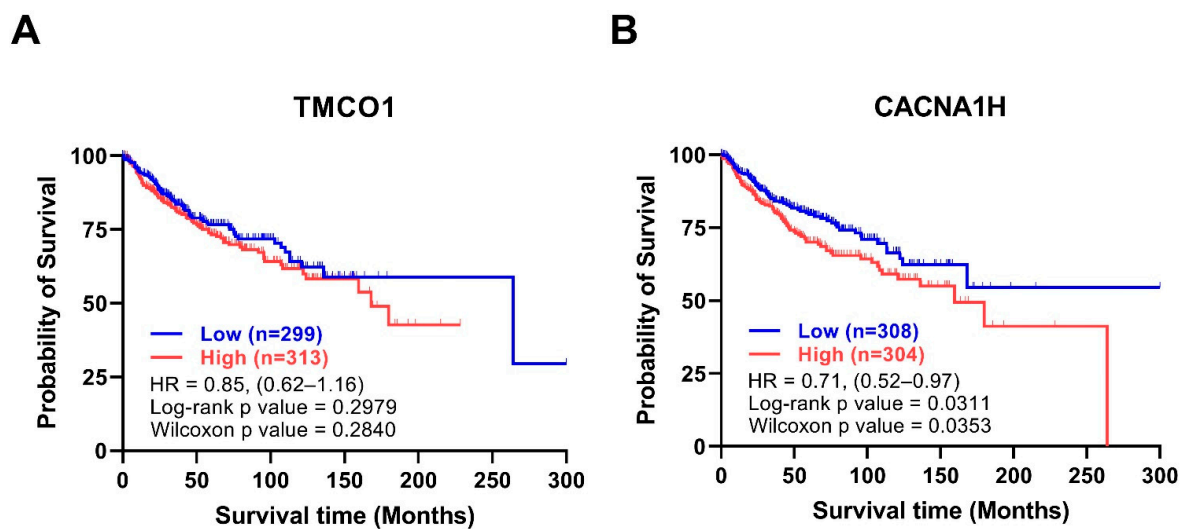 A
TMCO1
Probability of Survival
100
75
50
25
0
Low (n=299)
High (n=313)
HR = 0.85, (0.62–1.16)
Log-rank p value = 0.2979
Wilcoxon p value = 0.2840
0 50 100 150 200 250 300
Survival time (Months)
B
CACNA1H
Probability of Survival
100
75
50
25
0
Low (n=308)
High (n=304)
HR = 0.71, (0.52–0.97)
Log-rank p value = 0.0311
Wilcoxon p value = 0.0353
0 50 100 150 200 250 300
Survival time (Months)